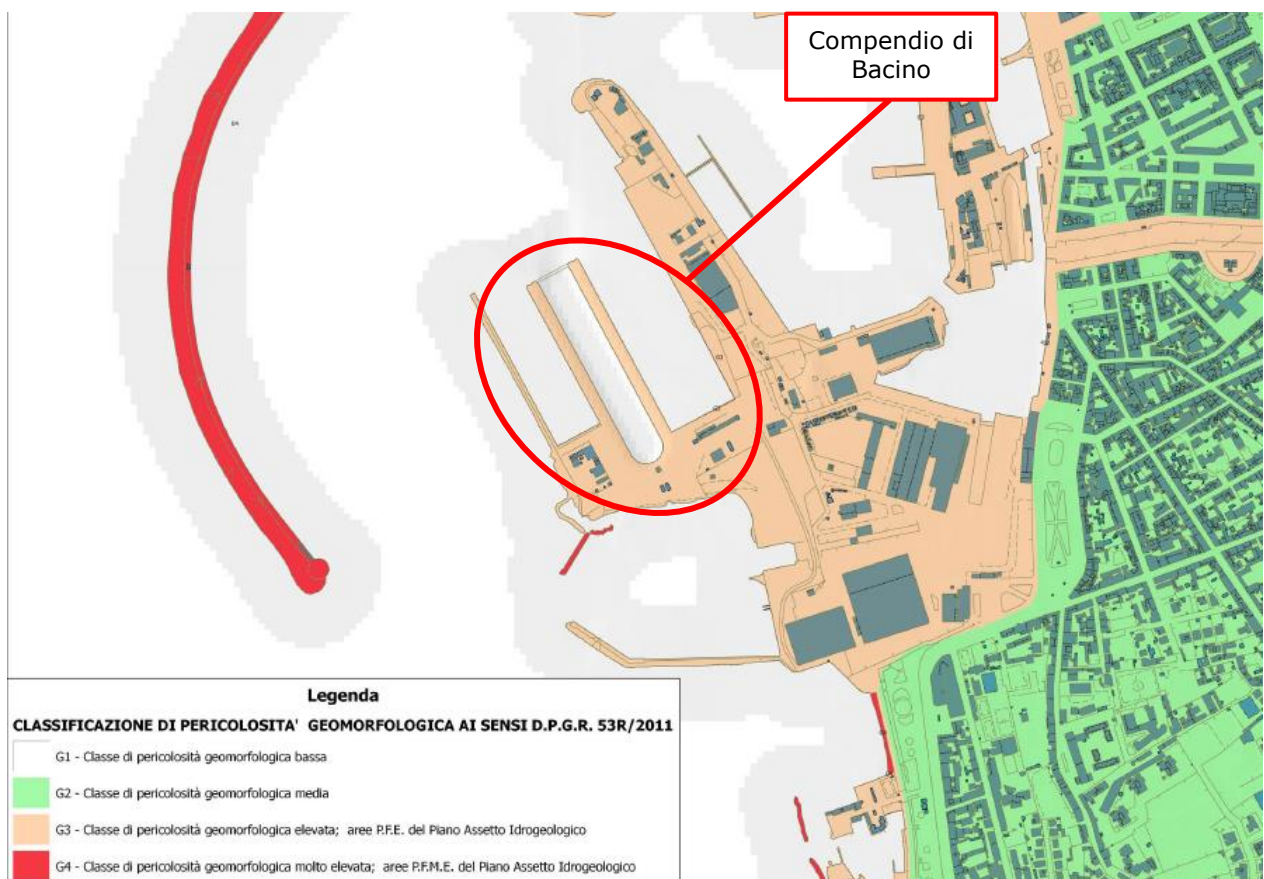 Compendio di
Bacino
Legenda
CLASSIFICAZIONE DI PERICOLOSITA' GEOMORFOLOGICA AI SENSI D.P.G.R. 53R/2011
G1 - Classe di pericolosità geomorfologica bassa
G2 - Classe di pericolosità geomorfologica media
G3 - Classe di pericolosità geomorfologica elevata; aree P.F.E. del Piano Assetto Idrogeologico
G4 - Classe di pericolosità geomorfologica molto elevata; aree P.F.M.E. del Piano Assetto Idrogeologico